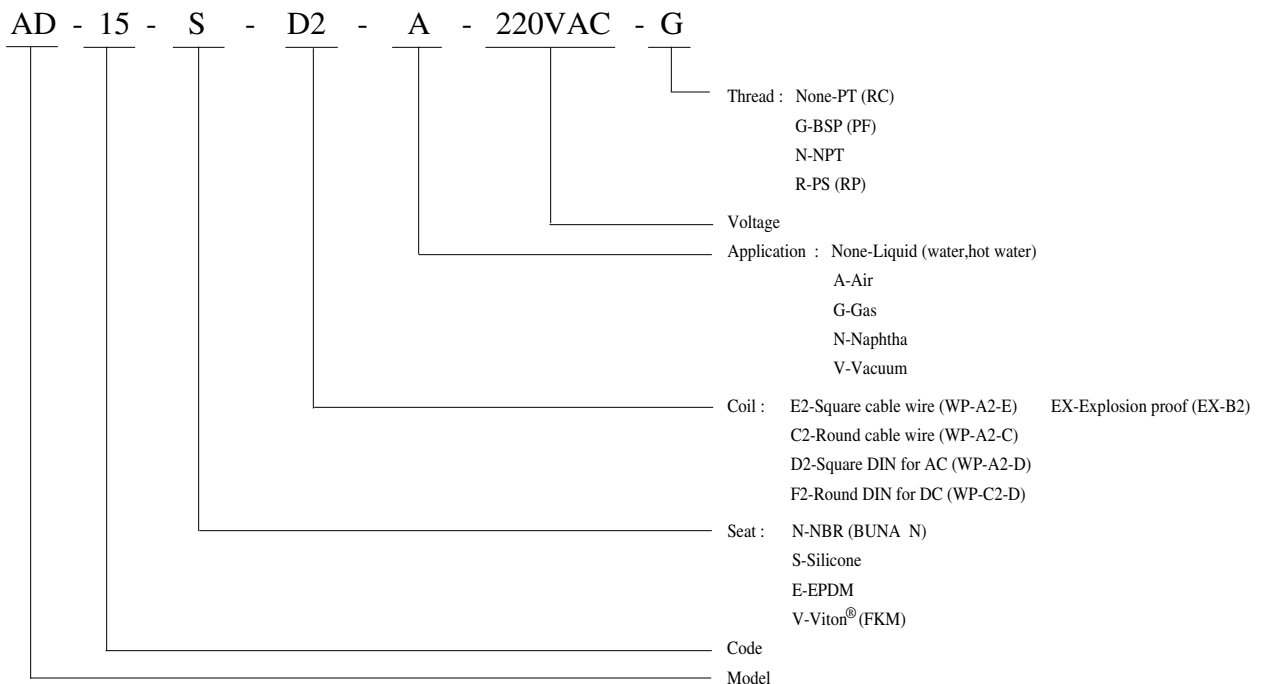 AD - 15 - S - D2 - A - 220VAC - G
Thread : None-PT (RC)
G-BSP (PF)
N-NPT
R-PS (RP)
Voltage
Application : None-Liquid (water,hot water)
A-Air
G-Gas
N-Naphtha
V-Vacuum
Coil : E2-Square cable wire (WP-A2-E) EX-Explosion proof (EX-B2)
C2-Round cable wire (WP-A2-C)
D2-Square DIN for AC (WP-A2-D)
F2-Round DIN for DC (WP-C2-D)
Seat : N-NBR (BUNA N)
S-Silicone
E-EPDM
V-Viton® (FKM)
Code
Model